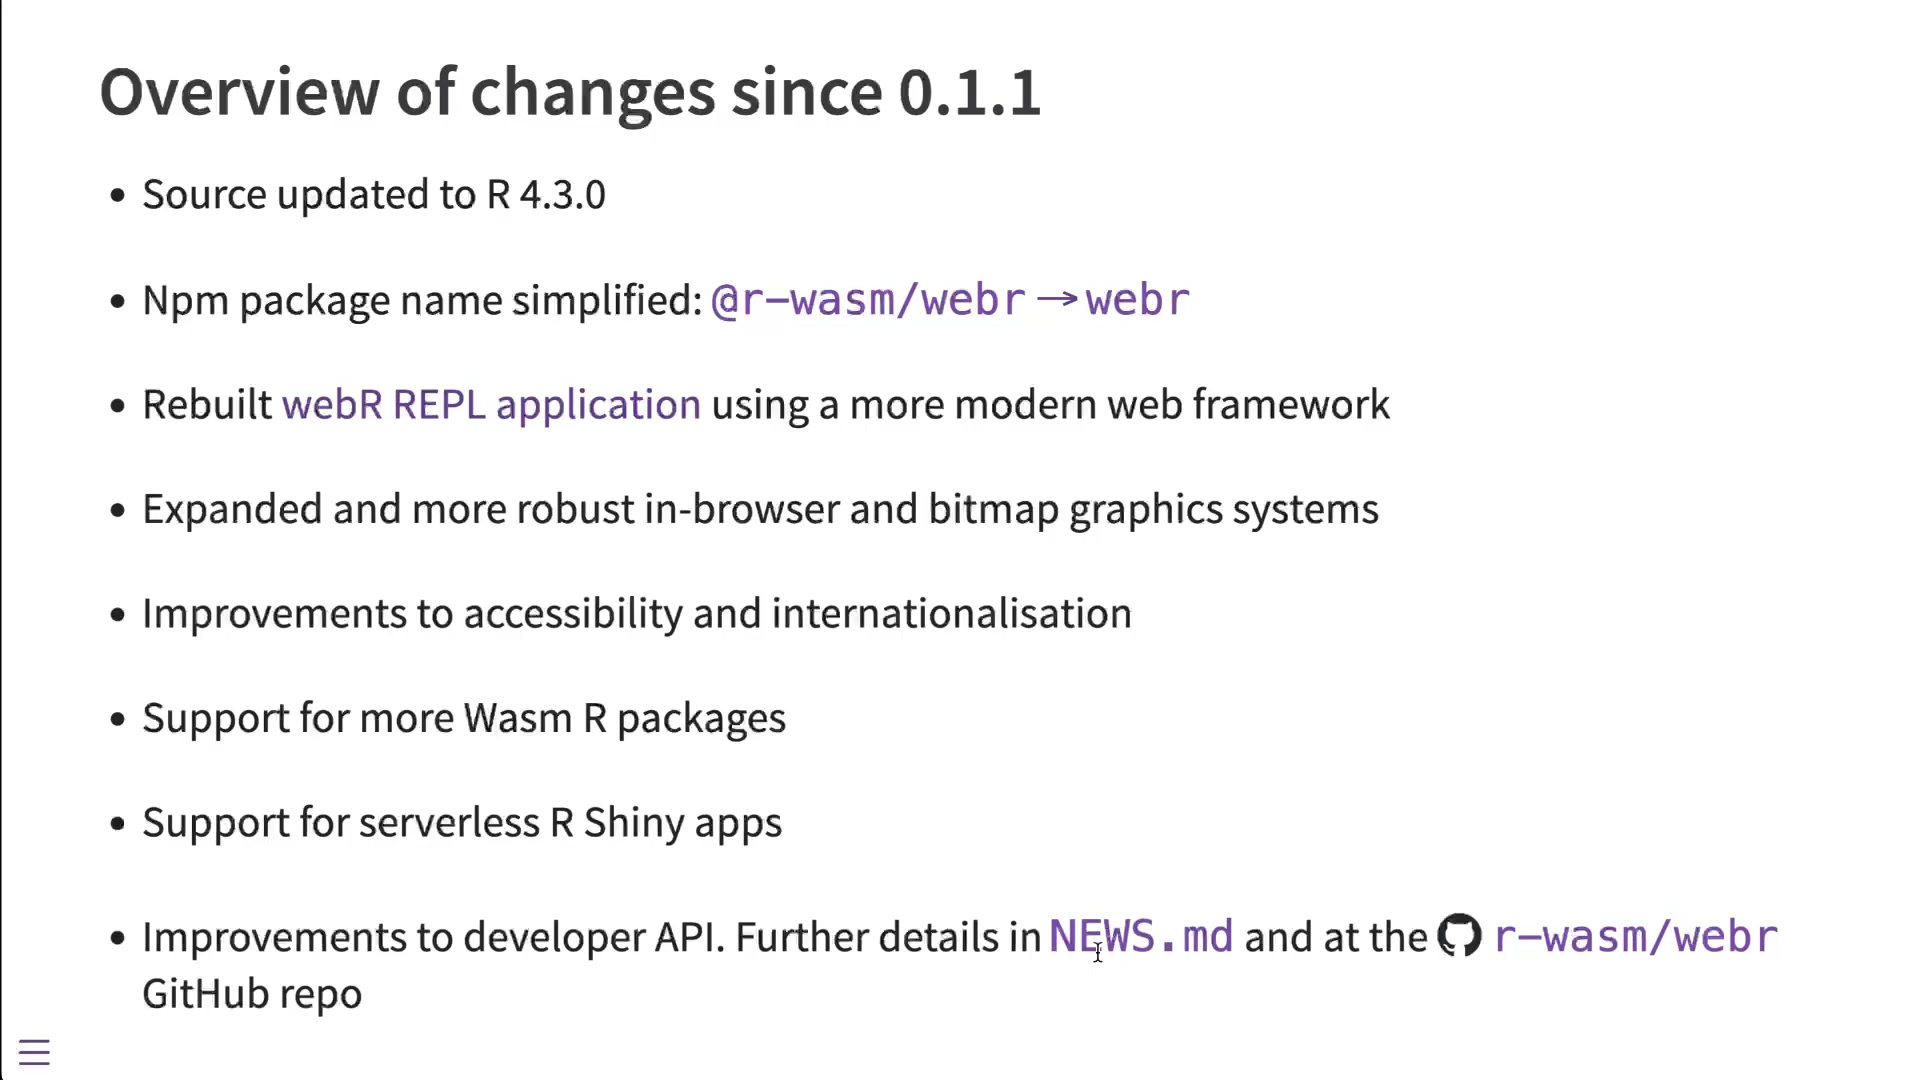 Overview of changes since 0.1.1
• Source updated to R 4.3.0
• Npm package name simplified: @r-wasm/webr → webr
• Rebuilt webR REPL application using a more modern web framework
• Expanded and more robust in-browser and bitmap graphics systems
• Improvements to accessibility and internationalisation
• Support for more Wasm R packages
• Support for serverless R Shiny apps
• Improvements to developer API. Further details in NEWS.md and at the r-wasm/webr
GitHub repo